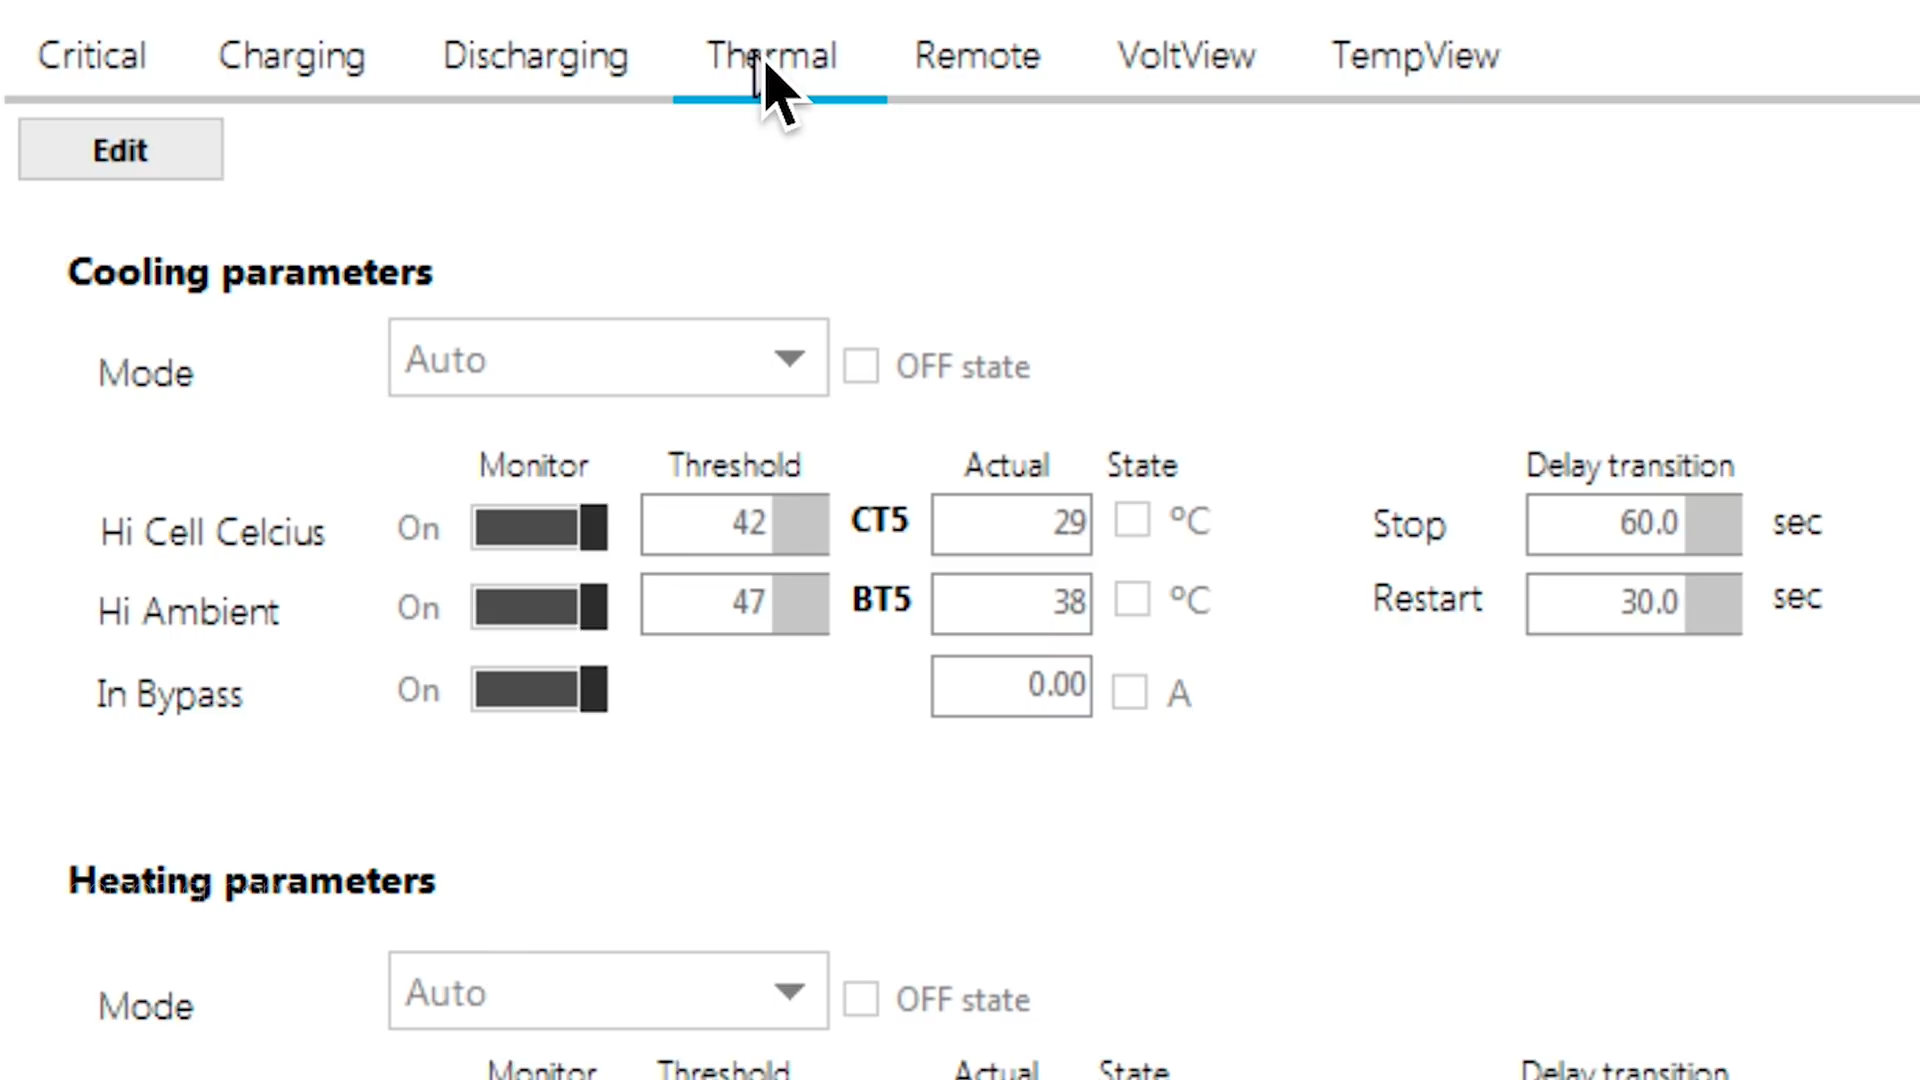 Critical Charging Discharging Thermal Remote VoltView TempView
Edit
Cooling parameters
Mode Auto OFF state
Monitor Threshold Actual State Delay transition
Hi Cell Celcius On 42 CT5 29 ºC Stop 60.0 sec
Hi Ambient On 47 BT5 38 ºC Restart 30.0 sec
In Bypass On 0.00 A
Heating parameters
Mode Auto OFF state
Monitor Threshold Actual State Delay transition